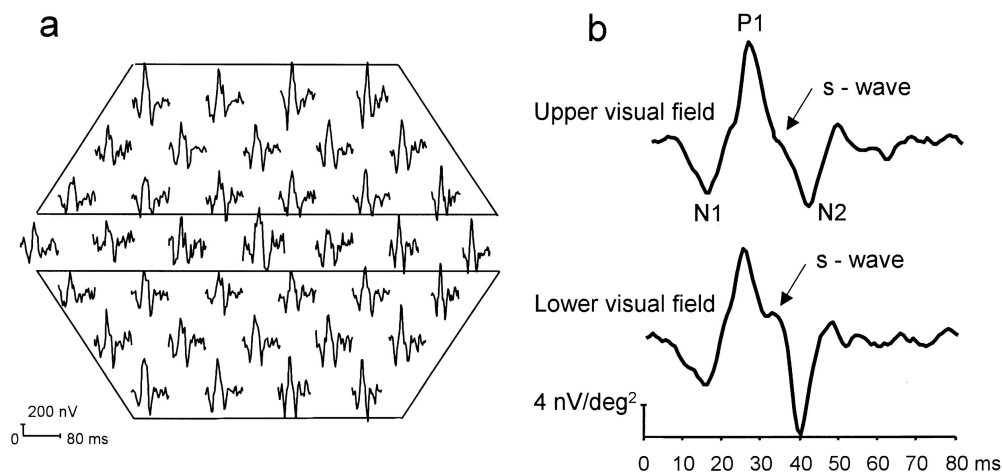 a
200 nV
0
80 ms
b
P1
Upper visual field
s - wave
N1
N2
s - wave
Lower visual field
4 nV/deg²
0 10 20 30 40 50 60 70 80 ms